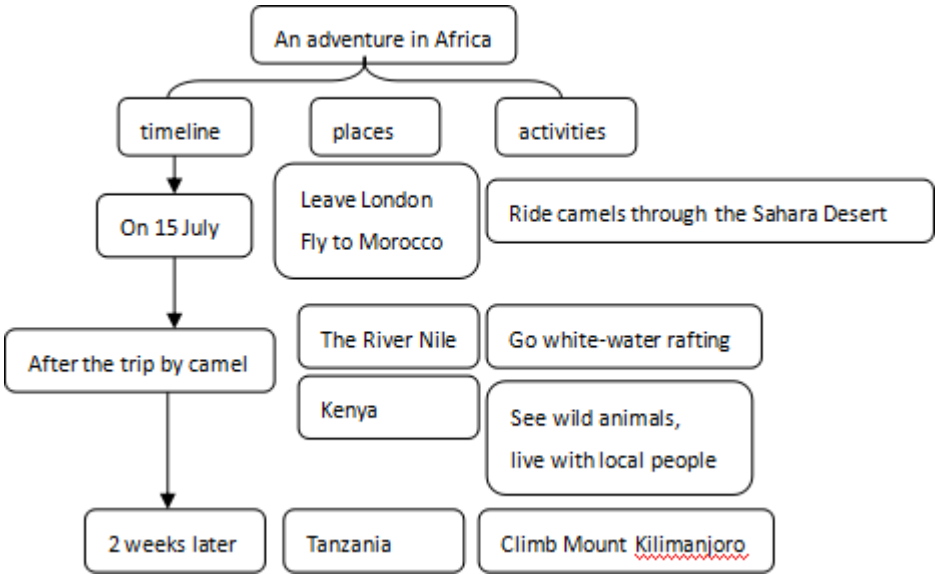 An adventure in Africa
timeline
places
activities
On 15 July
Leave London
Fly to Morocco
Ride camels through the Sahara Desert
After the trip by camel
The River Nile
Go white-water rafting
Kenya
See wild animals,
live with local people
2 weeks later
Tanzania
Climb Mount Kilimanjoro